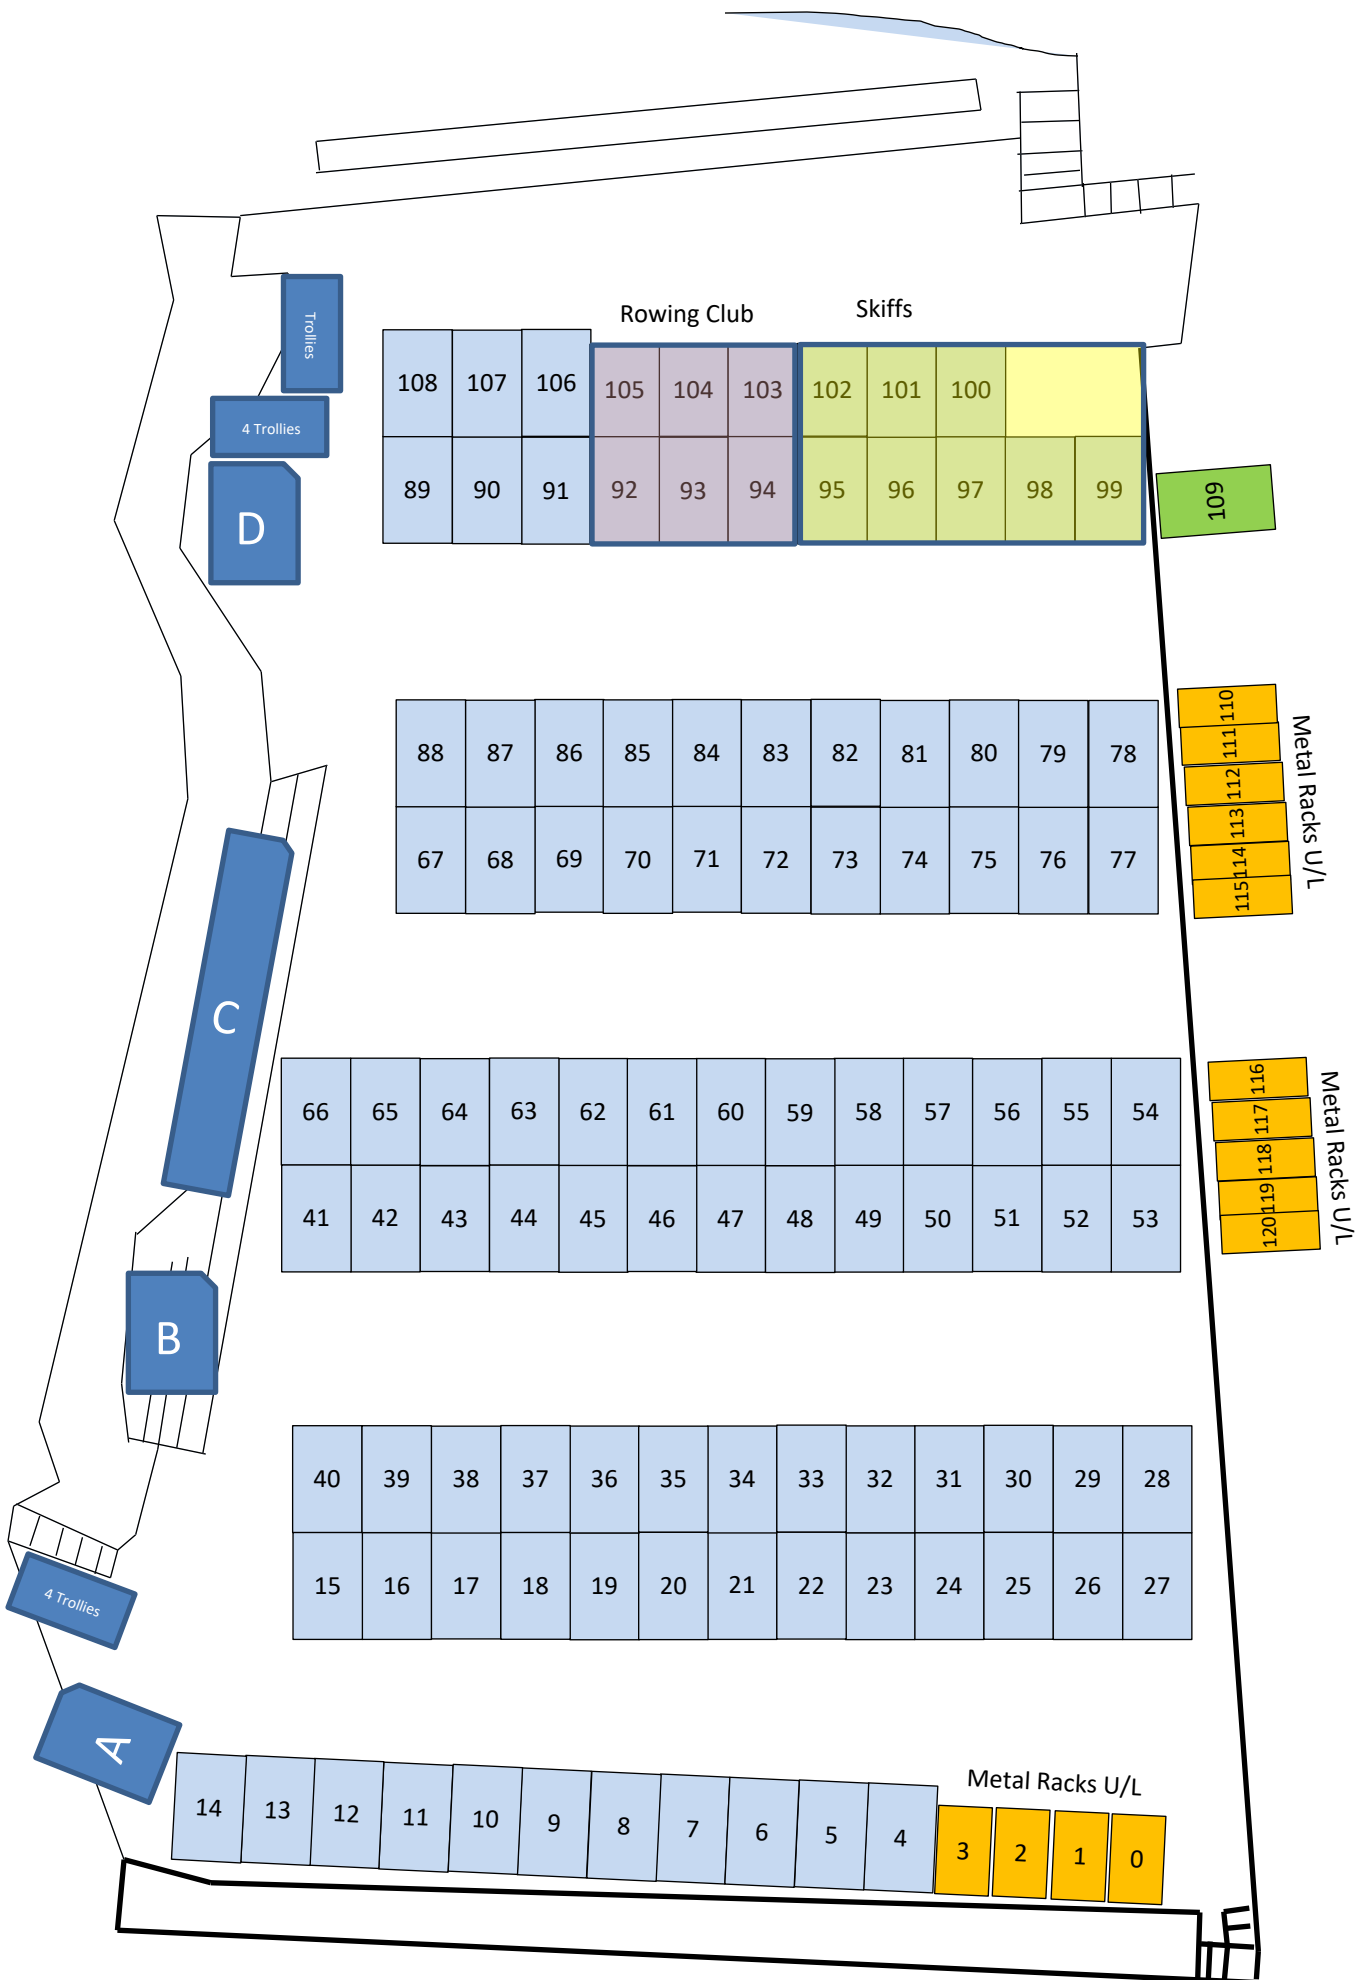 Rowing Club
Skiffs
Trollies
4 Trollies
D
108 107 106 105 104 103 102 101 100
89 90 91 92 93 94 95 96 97 98 99
109
88 87 86 85 84 83 82 81 80 79 78
67 68 69 70 71 72 73 74 75 76 77
110
111
112
113
114
115
Metal Racks U/L
C
66 65 64 63 62 61 60 59 58 57 56 55 54
41 42 43 44 45 46 47 48 49 50 51 52 53
116
117
118
119
120
Metal Racks U/L
B
40 39 38 37 36 35 34 33 32 31 30 29 28
15 16 17 18 19 20 21 22 23 24 25 26 27
4 Trollies
A
Metal Racks U/L
14 13 12 11 10 9 8 7 6 5 4 3 2 1 0